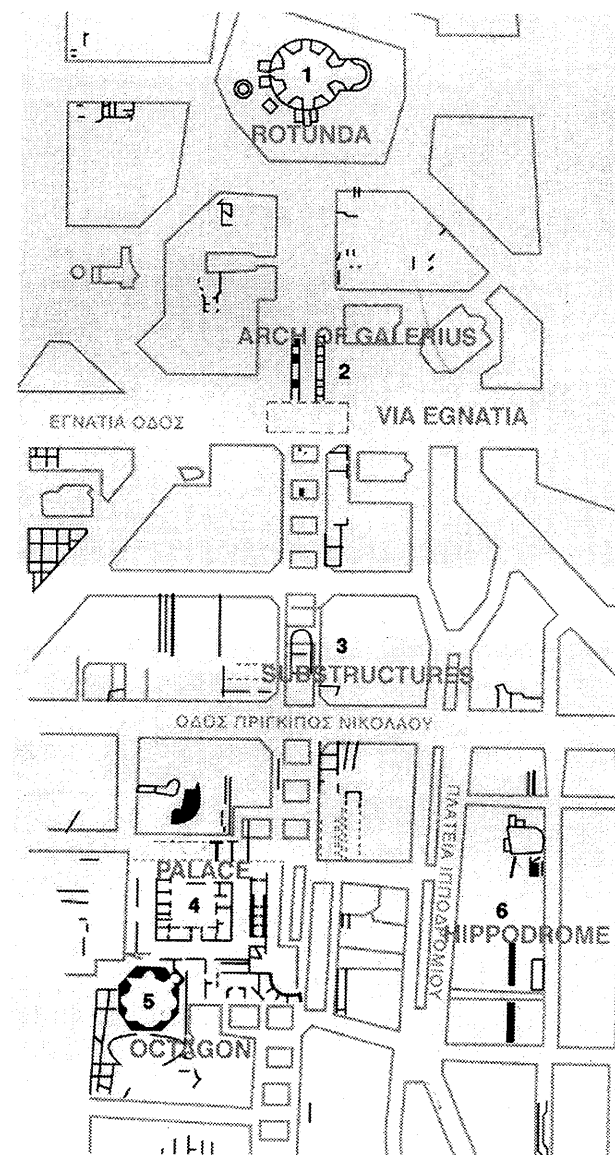 1
ROTUNDA
ARCH OF GALERIUS
2
ΕΓΝΑΤΙΑ ΟΔΟΣ
VIA EGNATIA
3
SUBSTRUCTURES
ΟΔΟΣ ΠΡΙΓΚΙΠΟΣ ΝΙΚΟΛΑΟΥ
ΠΛΑΤΕΙΑ ΙΠΠΟΔΡΟΜΙΟΥ
PALACE
4
6
HIPPODROME
5
OCTAGON